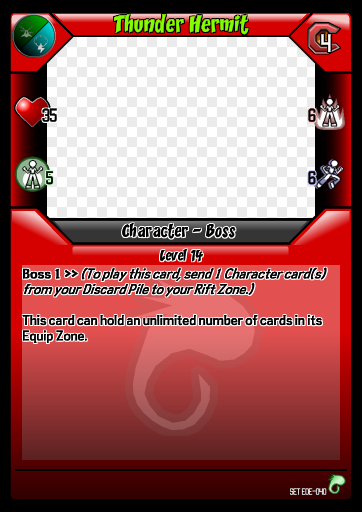 Thunder Hermit
C4
35
6
5
6
Character - Boss
Level 14
Boss 1 >> (To play this card, send 1 Character card(s)
from your Discard Pile to your Rift Zone.)
This card can hold an unlimited number of cards in its
Equip Zone.
SET EOE-040